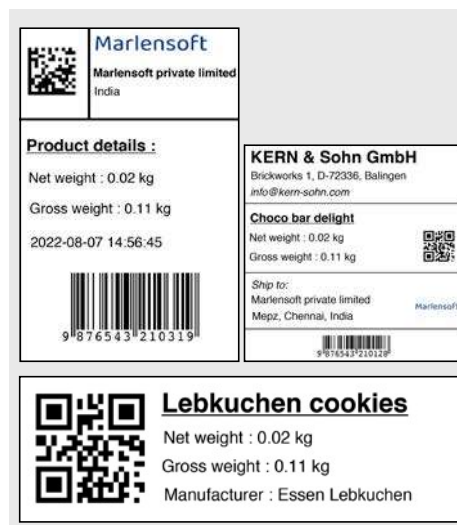 Marlensoft
Marlensoft private limited
India
Product details :
Net weight : 0.02 kg
Gross weight : 0.11 kg
2022-08-07 14:56:45
9 876543 210319
KERN & Sohn GmbH
Brickworks 1, D-72336, Balingen
info@kern-sohn.com
Choco bar delight
Net weight : 0.02 kg
Gross weight : 0.11 kg
Ship to:
Marlensoft private limited
Mepz, Chennai, India
Marlensoft
9 876543 210128
Lebkuchen cookies
Net weight : 0.02 kg
Gross weight : 0.11 kg
Manufacturer : Essen Lebkuchen